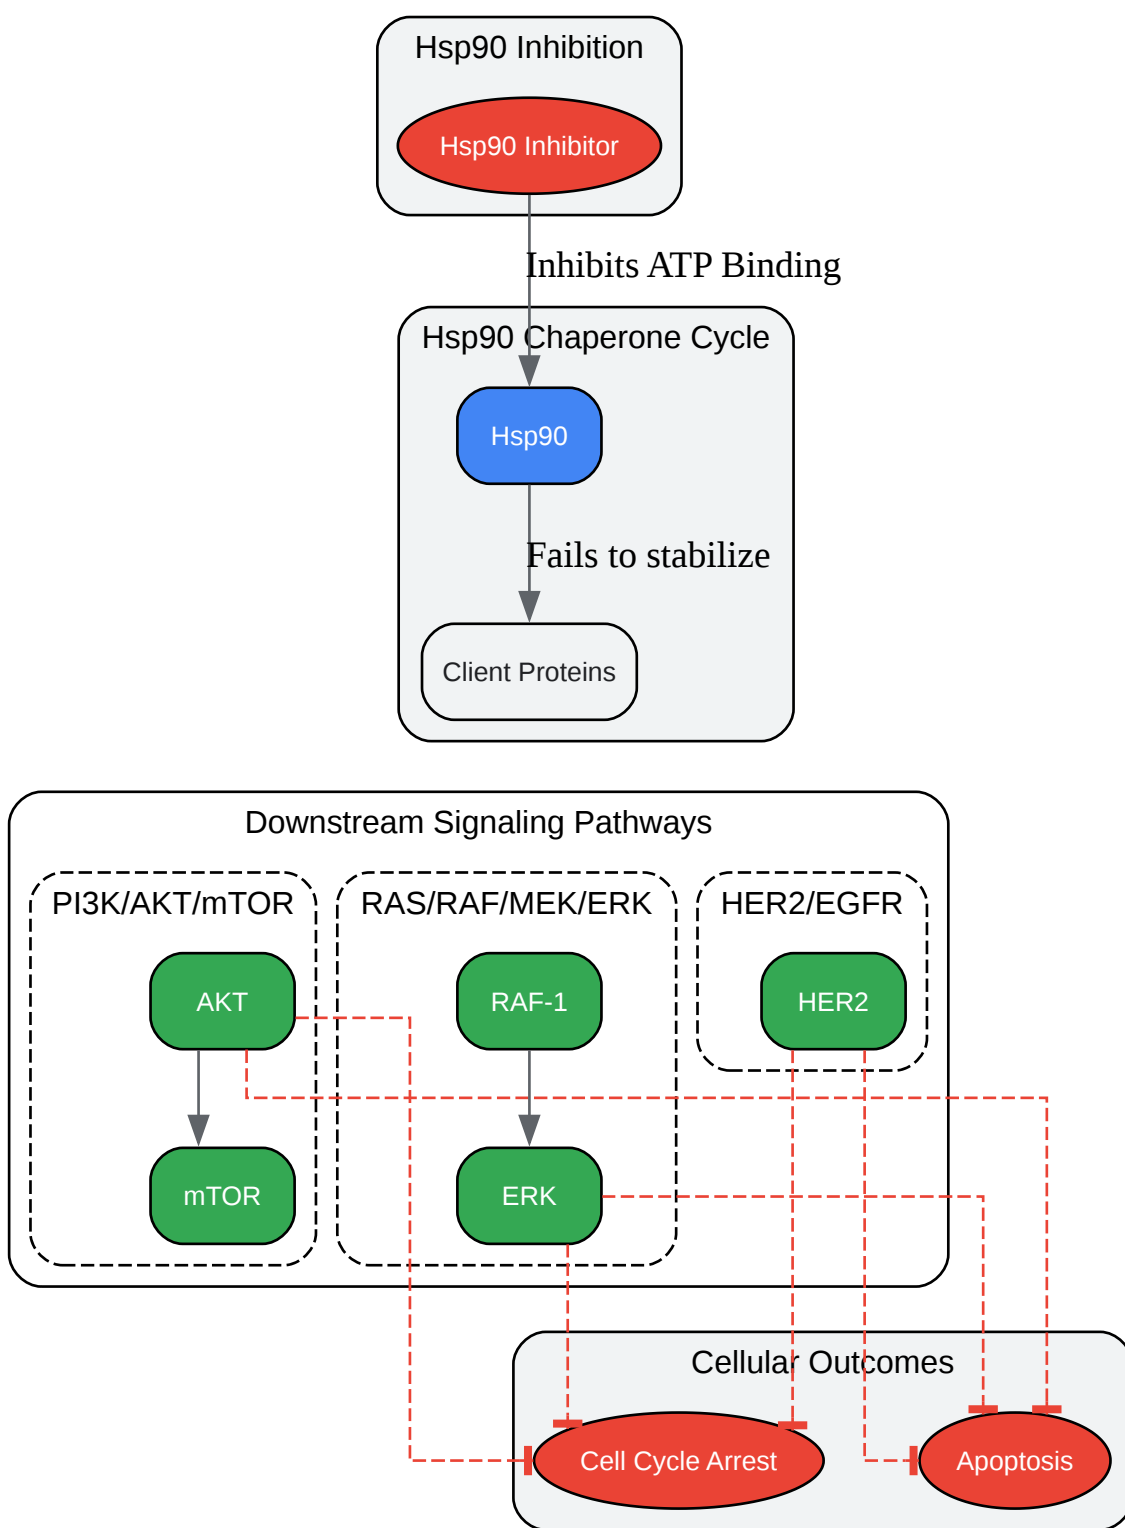 Hsp90 Inhibition
Hsp90 Inhibitor
Inhibits ATP Binding
Hsp90 Chaperone Cycle
Hsp90
Fails to stabilize
Client Proteins
Downstream Signaling Pathways
PI3K/AKT/mTOR
RAS/RAF/MEK/ERK
HER2/EGFR
AKT
RAF-1
HER2
mTOR
ERK
Cellular Outcomes
Cell Cycle Arrest
Apoptosis